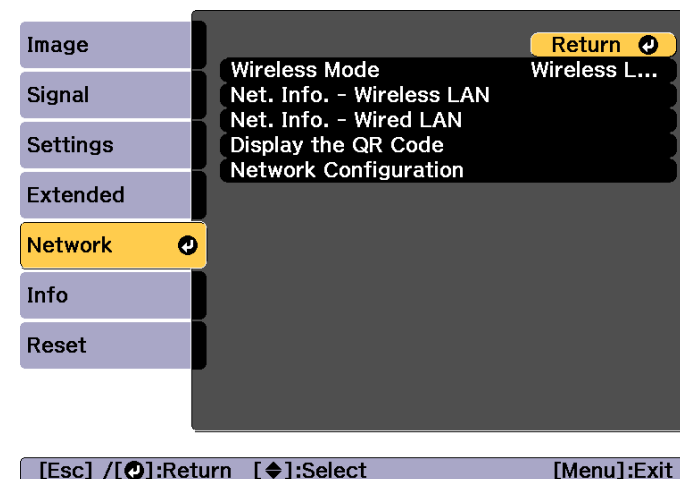 Image
Signal
Settings
Extended
Network
Info
Reset
Return
Wireless Mode Wireless L...
Net. Info. - Wireless LAN
Net. Info. - Wired LAN
Display the QR Code
Network Configuration
[Esc] /[⏎]:Return [◆]:Select [Menu]:Exit